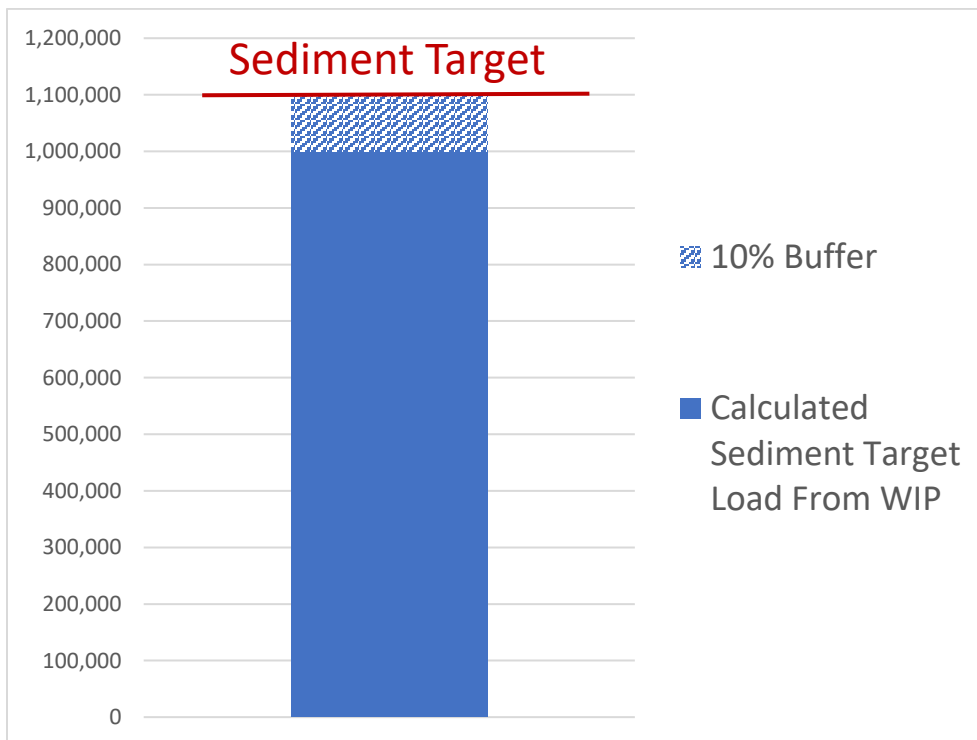 1,200,000
Sediment Target
1,100,000
1,000,000
900,000
800,000
700,000
600,000
500,000
400,000
300,000
200,000
100,000
0
10% Buffer
Calculated
Sediment Target
Load From WIP